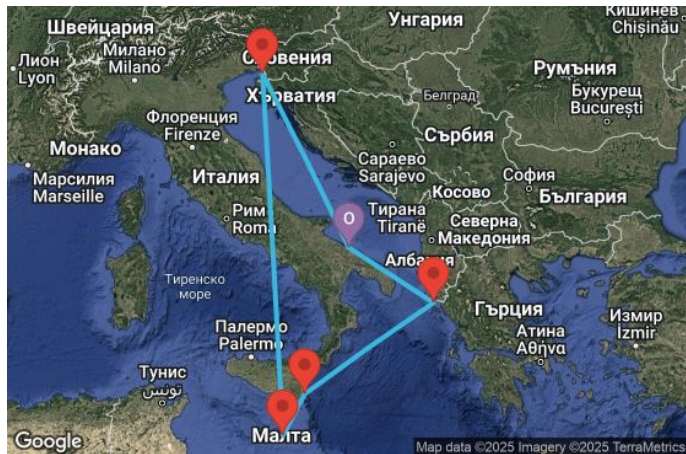 Кишинев
Chișinău
Унгария
Швейцария
Милано
Milano
Словения
Лион
Lyon
Румъния
Хърватия
Белград
Букурещ
București
Флоренция
Firenze
Монако
Сърбия
Сараево
Sarajevo
Марсилия
Marseille
Италия
Косово
София
България
Рим
Roma
O
Тирана
Tiranë
Северна
Македония
Албания
Тиренско
море
Гърция
Измир
İzmir
Палермо
Palermo
Атина
Αθήνα
Тунис
تونس
Малта
Google
Map data ©2025 Imagery ©2025 TerraMetrics